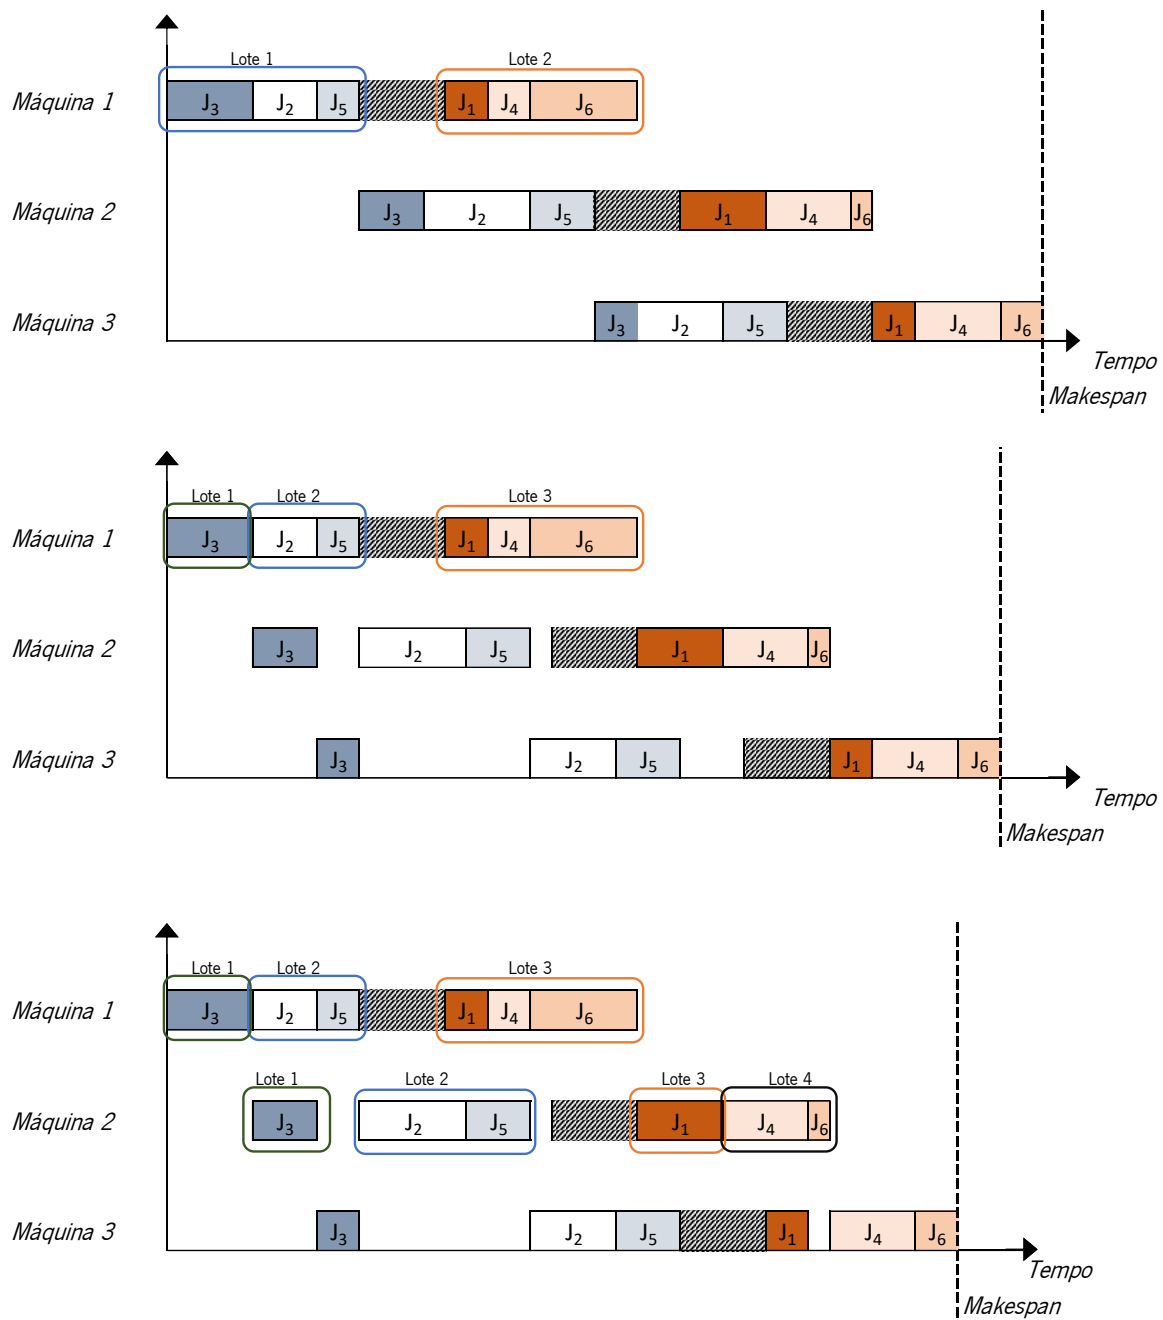 Lote 1 Lote 2
Máquina 1 J3 J2 J5 J1 J4 J6
Máquina 2 J3 J2 J5 J1 J4 J6
Máquina 3 J3 J2 J5 J1 J4 J6
Tempo
Makespan
Lote 1 Lote 2 Lote 3
Máquina 1 J3 J2 J5 J1 J4 J6
Máquina 2 J3 J2 J5 J1 J4 J6
Máquina 3 J3 J2 J5 J1 J4 J6
Tempo
Makespan
Lote 1 Lote 2 Lote 3
Máquina 1 J3 J2 J5 J1 J4 J6
Lote 1 Lote 2 Lote 3 Lote 4
Máquina 2 J3 J2 J5 J1 J4 J6
Máquina 3 J3 J2 J5 J1 J4 J6
Tempo
Makespan